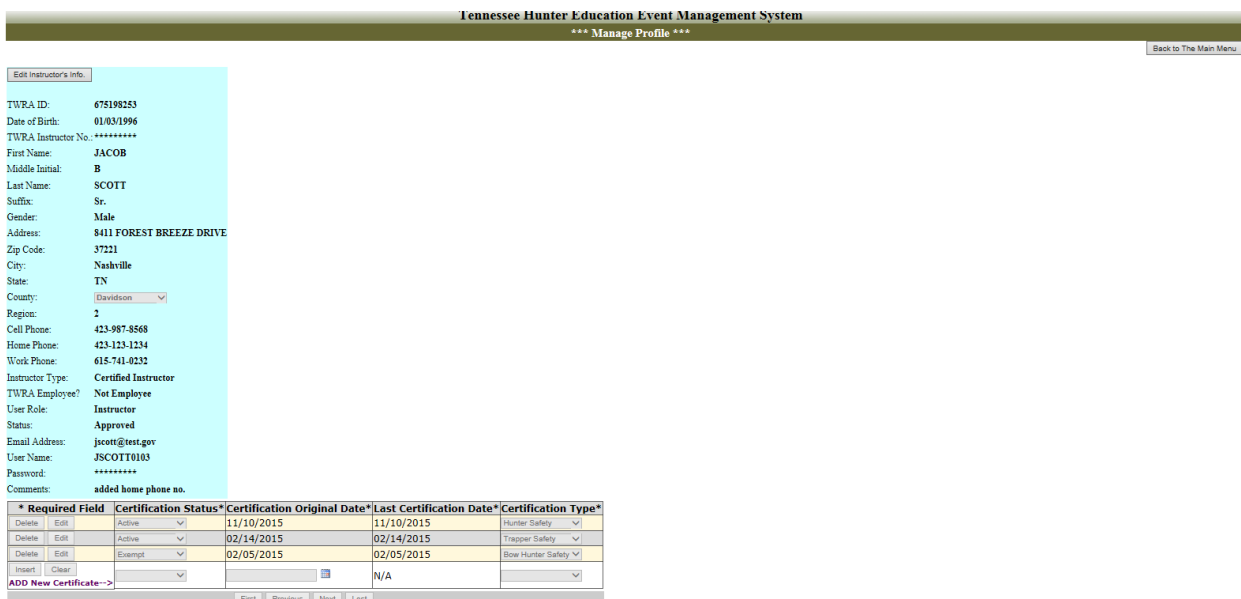 Tennessee Hunter Education Event Management System
*** Manage Profile ***
Back to The Main Menu
Edit Instructor's Info.
TWRA ID: 675198253
Date of Birth: 01/03/1996
TWRA Instructor No.: *********
First Name: JACOB
Middle Initial: B
Last Name: SCOTT
Suffix: Sr.
Gender: Male
Address: 8411 FOREST BREEZE DRIVE
Zip Code: 37221
City: Nashville
State: TN
County: Davidson
Region: 2
Cell Phone: 423-987-8568
Home Phone: 423-123-1234
Work Phone: 615-741-0232
Instructor Type: Certified Instructor
TWRA Employee? Not Employee
User Role: Instructor
Status: Approved
Email Address: jscott@test.gov
User Name: JSCOTT0103
Password: *********
Comments: added home phone no.
* Required Field Certification Status* Certification Original Date* Last Certification Date* Certification Type*
Delete Edit Active 11/10/2015 11/10/2015 Hunter Safety
Delete Edit Active 02/14/2015 02/14/2015 Trapper Safety
Delete Edit Exempt 02/05/2015 02/05/2015 Bow Hunter Safety
Insert Clear N/A
ADD New Certificate-->
First Previous Next Last